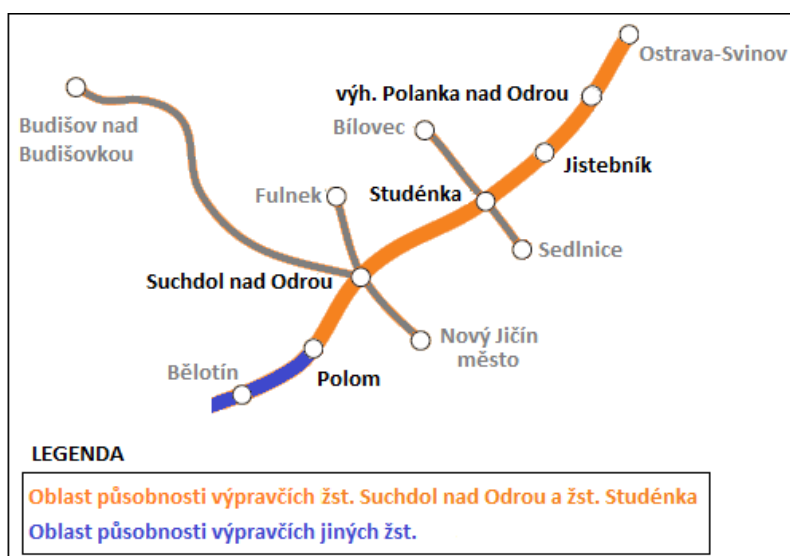 Ostrava-Svinov
výh. Polanka nad Odrou
Budišov nad
Budišovkou
Bílovec
Jistebník
Fulnek
Studénka
Sedlnice
Suchdol nad Odrou
Nový Jičín
město
Bělotín
Polom
LEGENDA
Oblast působnosti výpravčích žst. Suchdol nad Odrou a žst. Studénka
Oblast působnosti výpravčích jiných žst.